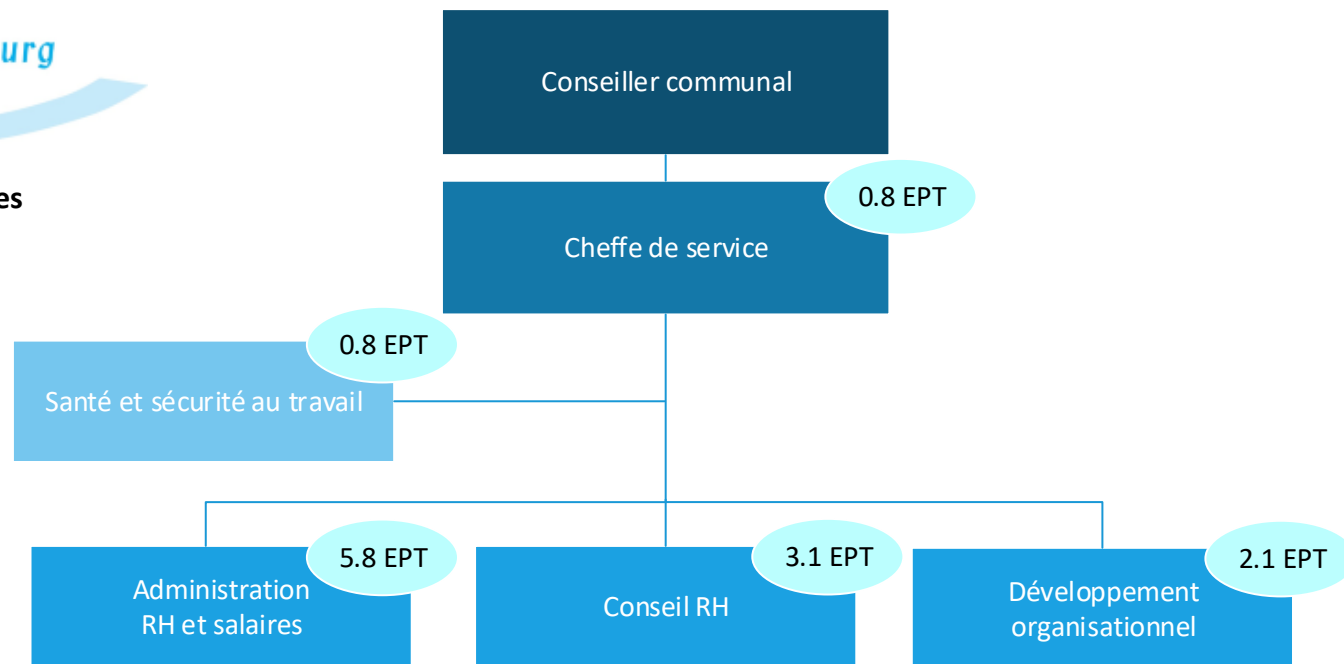 urg
es
Conseiller communal
0.8 EPT
Cheffe de service
0.8 EPT
Santé et sécurité au travail
5.8 EPT
Administration
RH et salaires
3.1 EPT
Conseil RH
2.1 EPT
Développement
organisationnel